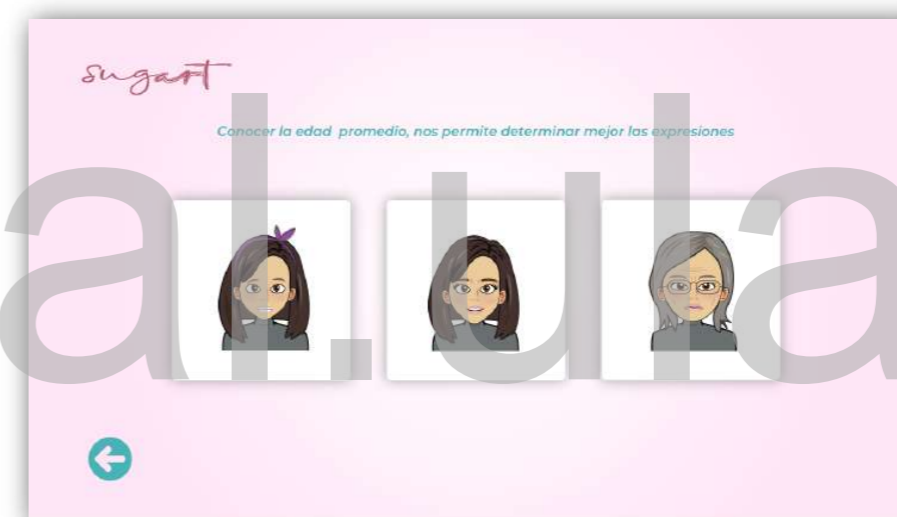 sugart
Conocer la edad promedio, nos permite determinar mejor las expresiones
al.ula